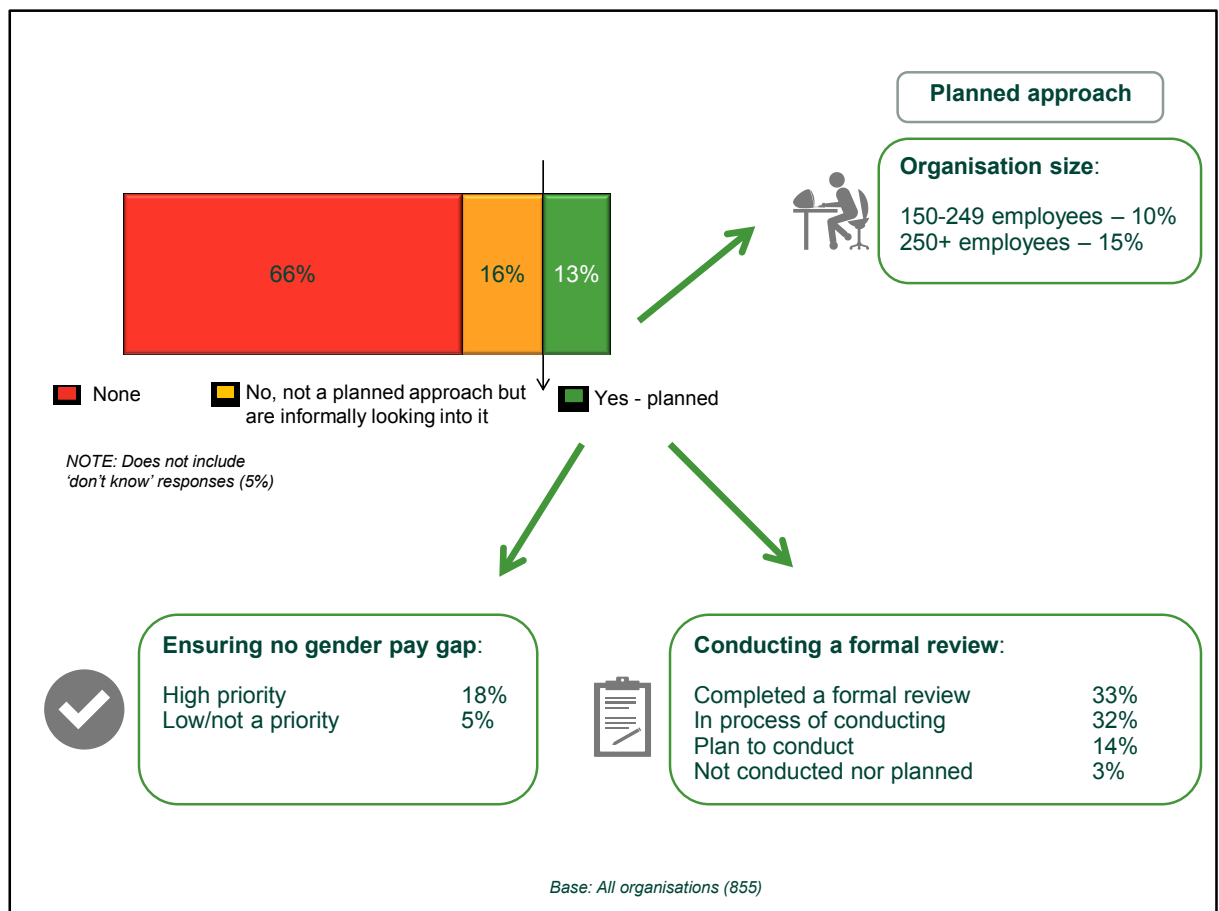 Planned approach
Organisation size:
150-249 employees – 10%
250+ employees – 15%
66%
16%
13%
None
No, not a planned approach but
are informally looking into it
Yes - planned
NOTE: Does not include
‘don’t know’ responses (5%)
Ensuring no gender pay gap:
High priority 18%
Low/not a priority 5%
Conducting a formal review:
Completed a formal review 33%
In process of conducting 32%
Plan to conduct 14%
Not conducted nor planned 3%
Base: All organisations (855)